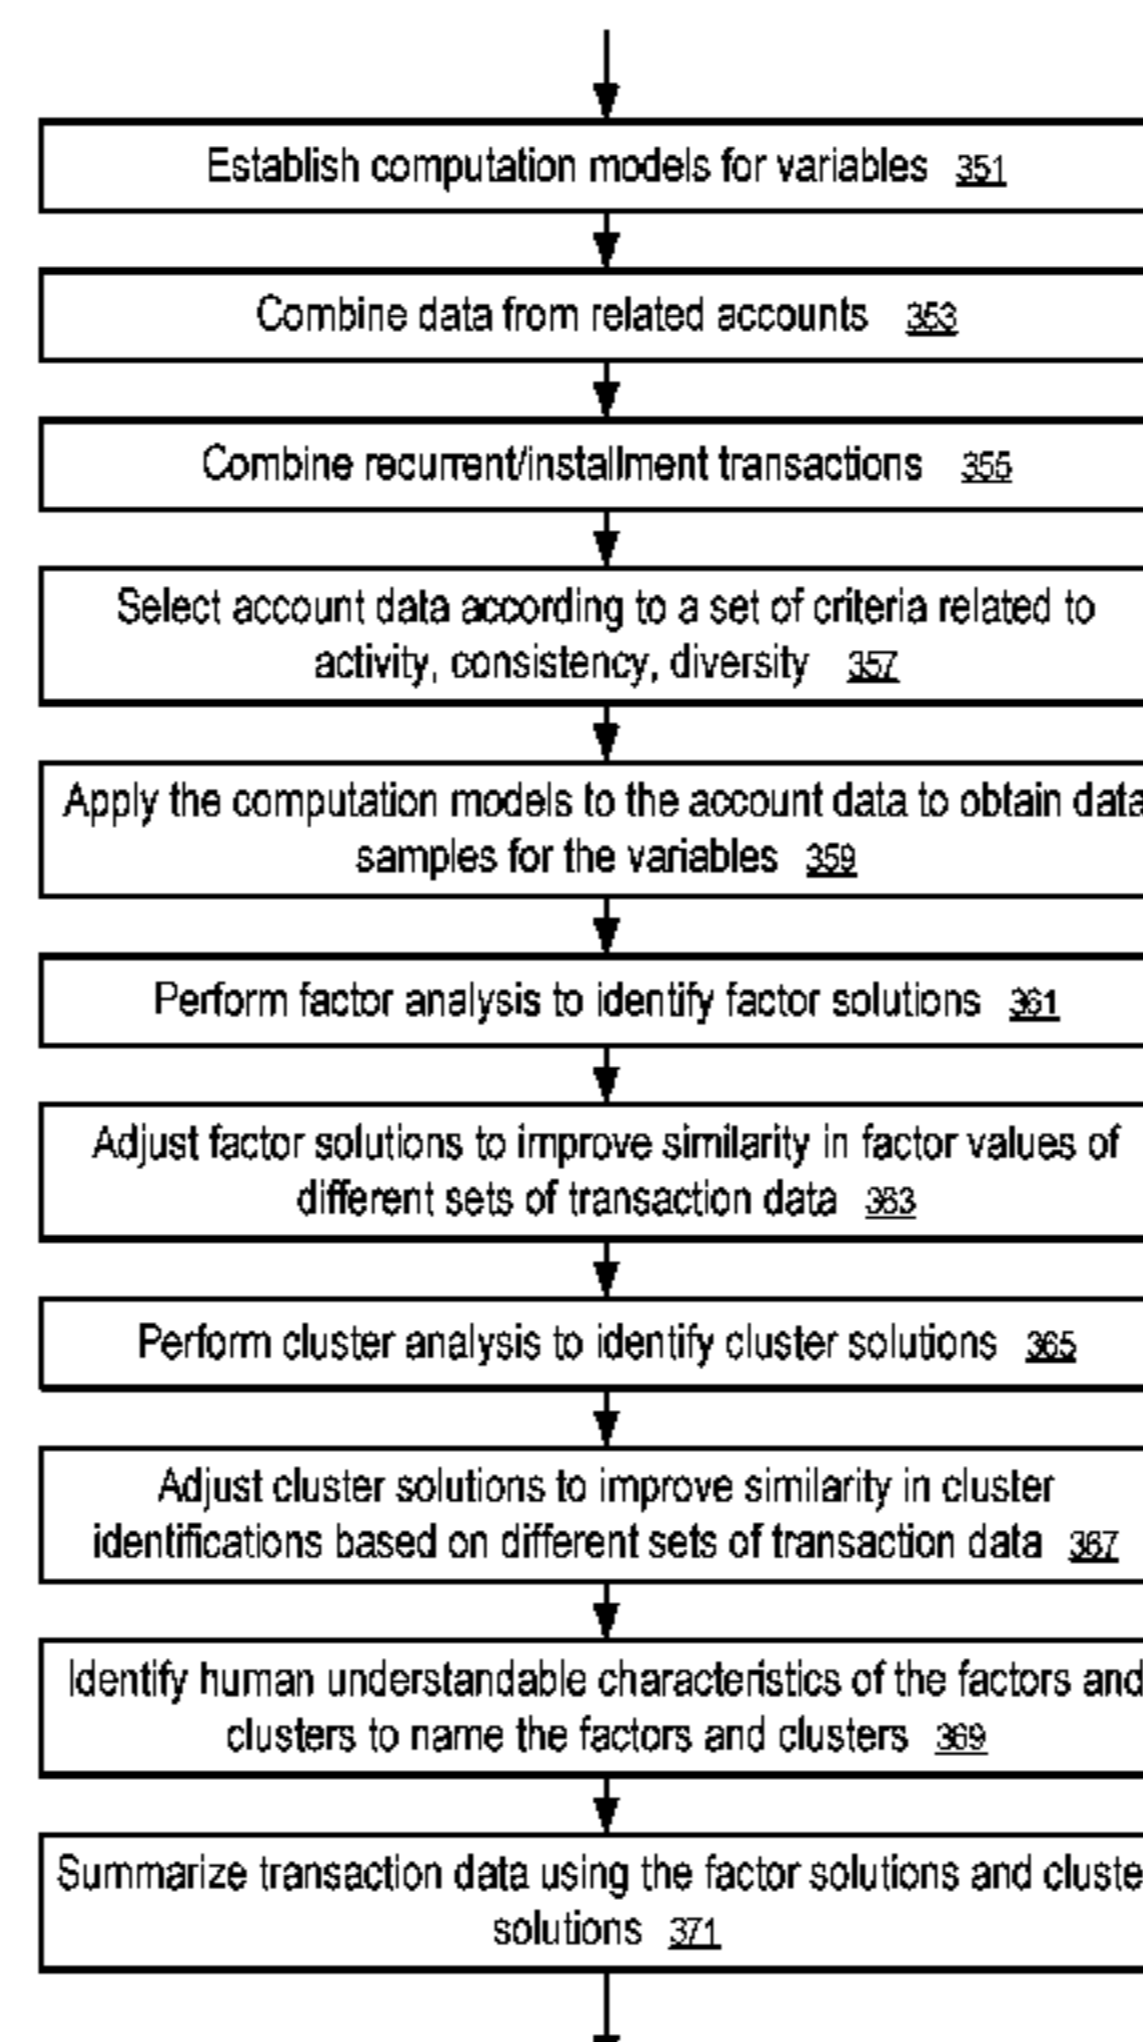 Establish computation models for variables 351
Combine data from related accounts 353
Combine recurrent/installment transactions 355
Select account data according to a set of criteria related to
activity, consistency, diversity 357
Apply the computation models to the account data to obtain data
samples for the variables 359
Perform factor analysis to identify factor solutions 361
Adjust factor solutions to improve similarity in factor values of
different sets of transaction data 363
Perform cluster analysis to identify cluster solutions 365
Adjust cluster solutions to improve similarity in cluster
identifications based on different sets of transaction data 367
Identify human understandable characteristics of the factors and
clusters to name the factors and clusters 369
Summarize transaction data using the factor solutions and cluste
solutions 371